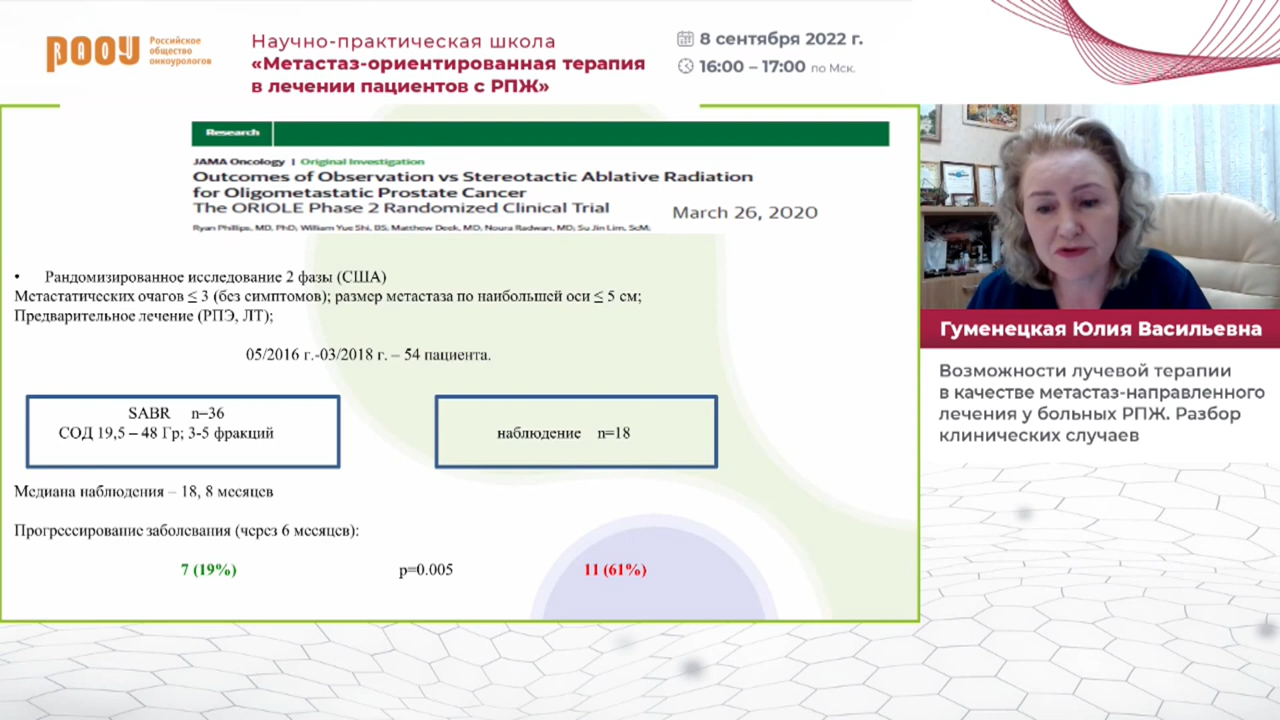 РАОУ Российское
общество
онкоурологов
Научно-практическая школа
«Метастаз-ориентированная терапия
в лечении пациентов с РПЖ»
8 сентября 2022 г.
16:00 – 17:00 по Мск.
Research
JAMA Oncology | Original Investigation
Outcomes of Observation vs Stereotactic Ablative Radiation
for Oligometastatic Prostate Cancer
The ORIOLE Phase 2 Randomized Clinical Trial
March 26, 2020
Ryan Phillips, MD, PhD; William Yue Shi, BS; Matthew Deek, MD; Noura Radwan, MD; Su Jin Lim, ScM;
• Рандомизированное исследование 2 фазы (США)
Метастатических очагов ≤ 3 (без симптомов); размер метастаза по наибольшей оси ≤ 5 см;
Предварительное лечение (РПЭ, ЛТ);
05/2016 г.-03/2018 г. – 54 пациента.
SABR n=36
СОД 19,5 – 48 Гр; 3-5 фракций
наблюдение n=18
Медиана наблюдения – 18, 8 месяцев
Прогрессирование заболевания (через 6 месяцев):
7 (19%) p=0.005 11 (61%)
Гуменецкая Юлия Васильевна
Возможности лучевой терапии
в качестве метастаз-направленного
лечения у больных РПЖ. Разбор
клинических случаев